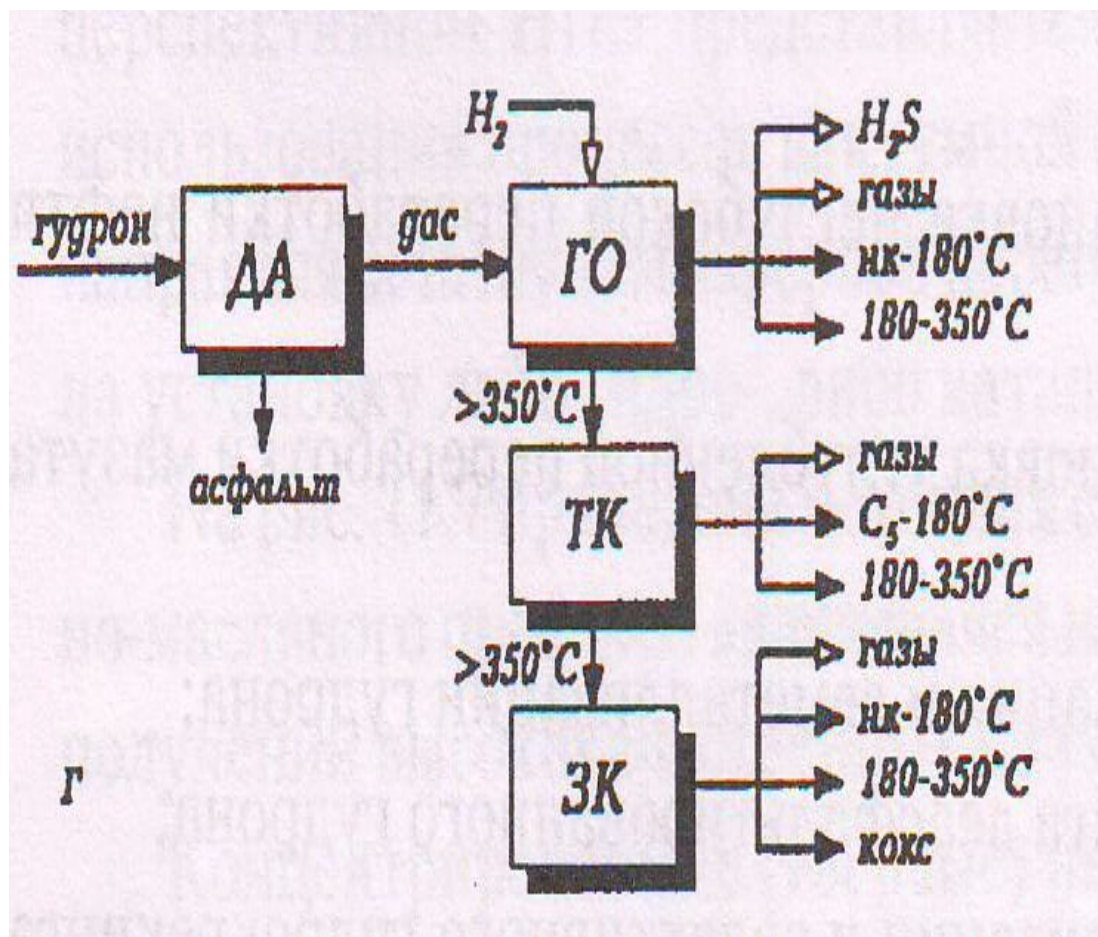 H₂
H₂S
газы
гудрон
ДА
дас
ГО
нк-180°С
180-350°С
>350°С
асфальт
газы
ТК
С₅-180°С
180-350°С
>350°С
газы
нк-180°С
Г
ЗК
180-350°С
кокс